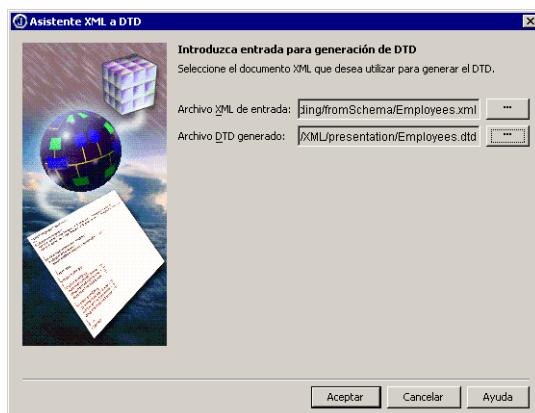 Asistente XML a DTD
Introduzca entrada para generación de DTD
Seleccione el documento XML que desea utilizar para generar el DTD.
Archivo XML de entrada: ding/fromSchema/Employees.xml ...
Archivo DTD generado: /XML/presentation/Employees.dtd ...
Aceptar Cancelar Ayuda